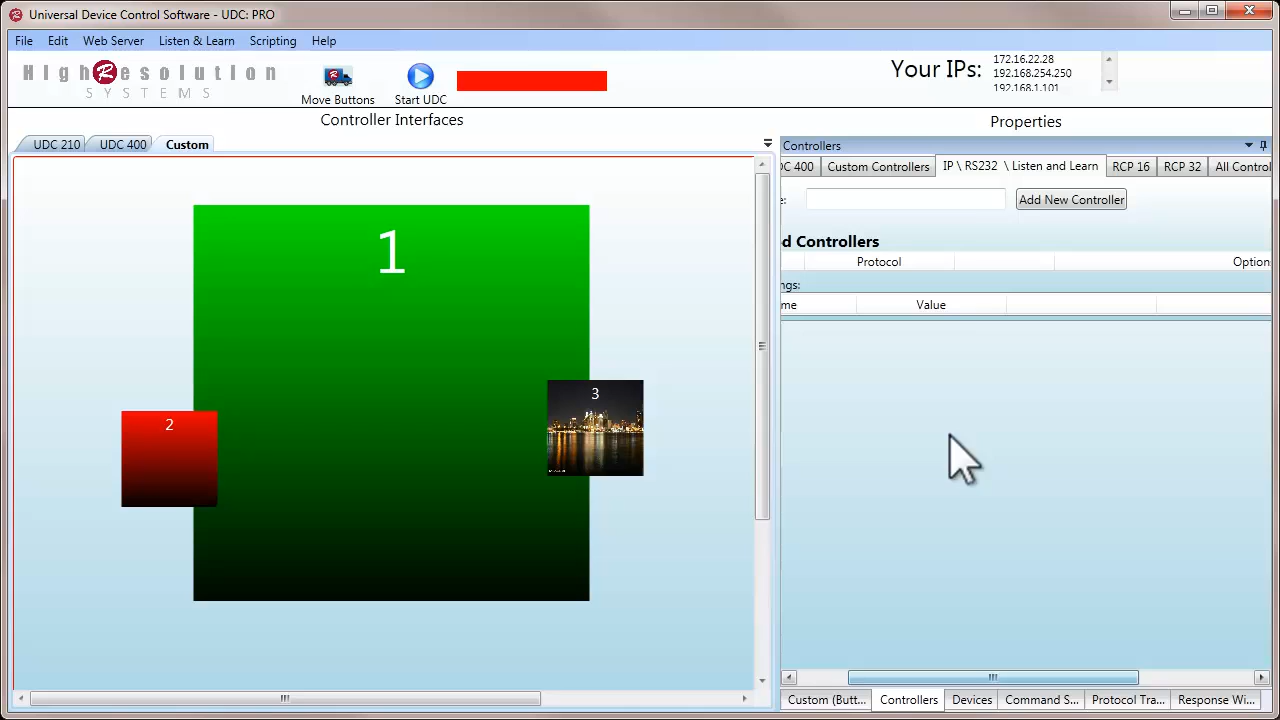 Universal Device Control Software - UDC: PRO
File Edit Web Server Listen & Learn Scripting Help
HighResolution
SYSTEMS
Move Buttons
Start UDC
Your IPs:
172.16.22.28
192.168.254.250
192.168.1.101
Controller Interfaces
Properties
UDC 210 UDC 400 Custom
Controllers
DC 400 Custom Controllers IP \ RS232 \ Listen and Learn RCP 16 RCP 32 All Control
e:
Add New Controller
d Controllers
Protocol Option
ngs:
me Value
1
2
3
Custom (Butt... Controllers Devices Command S... Protocol Tra... Response Wi...